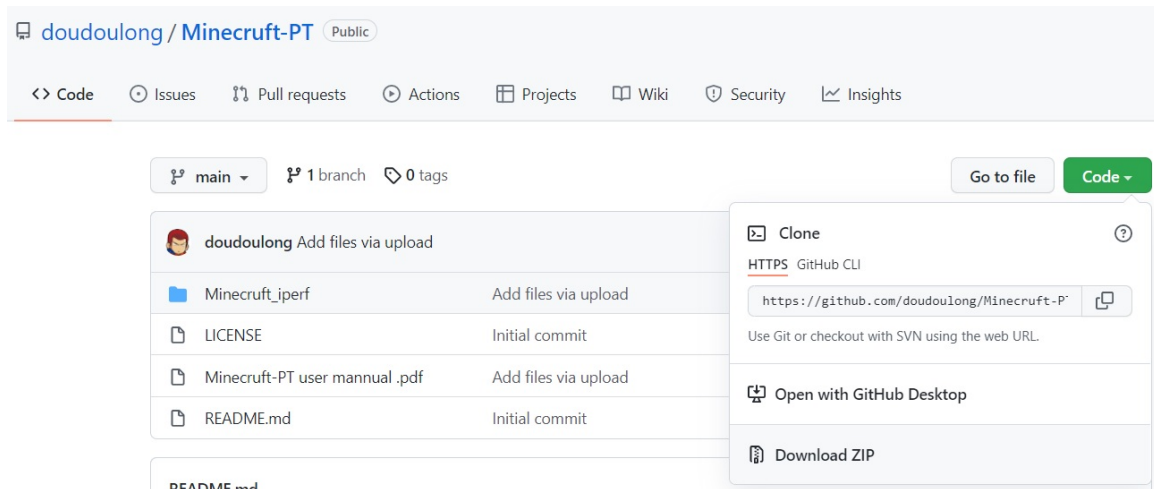 doudoulong / Minecruft-PT Public
Code Issues Pull requests Actions Projects Wiki Security Insights
main 1 branch 0 tags Go to file Code
doudoulong Add files via upload
Minecruft_iperf Add files via upload
LICENSE Initial commit
Minecruft-PT user mannual .pdf Add files via upload
README.md Initial commit
README.md
Clone
HTTPS GitHub CLI
https://github.com/doudoulong/Minecruft-P
Use Git or checkout with SVN using the web URL.
Open with GitHub Desktop
Download ZIP